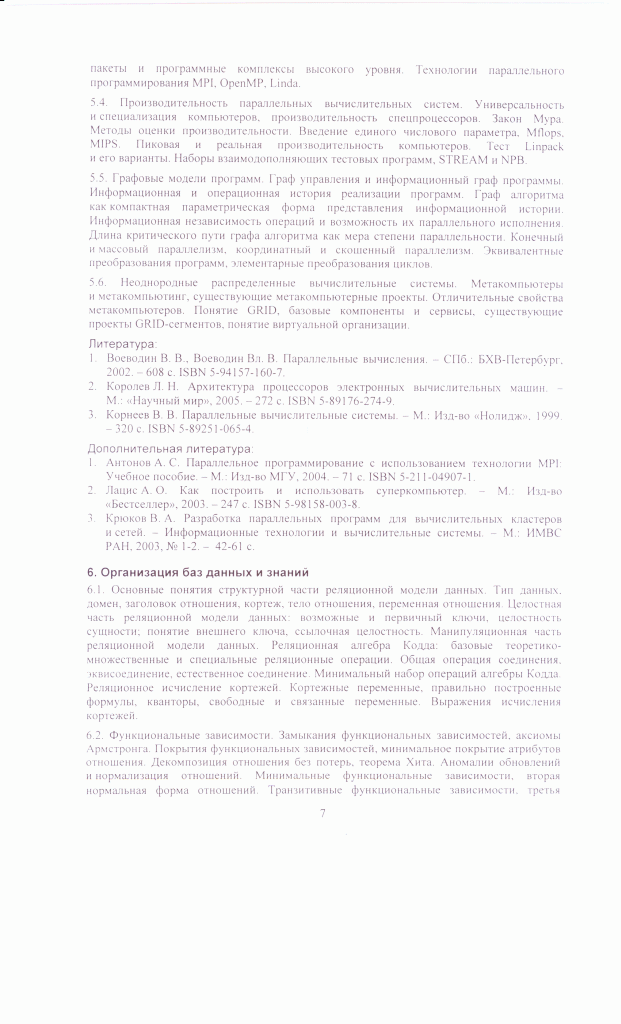 пакеты и программные комплексы высокого уровня. Технологии параллельного
программирования MPI, OpenMP, Linda.
5.4. Производительность параллельных вычислительных систем. Универсальность
и специализация компьютеров, производительность спецпроцессоров. Закон Мура.
Методы оценки производительности. Введение единого числового параметра, Mflops,
MIPS. Пиковая и реальная производительность компьютеров. Тест Linpack
и его варианты. Наборы взаимодополняющих тестовых программ, STREAM и NPB.
5.5. Графовые модели программ. Граф управления и информационный граф программы.
Информационная и операционная история реализации программ. Граф алгоритма
как компактная параметрическая форма представления информационной истории.
Информационная независимость операций и возможность их параллельного исполнения.
Длина критического пути графа алгоритма как мера степени параллельности. Конечный
и массовый параллелизм, координатный и скошенный параллелизм. Эквивалентные
преобразования программ, элементарные преобразования циклов.
5.6. Неоднородные распределенные вычислительные системы. Метакомпьютеры
и метакомпьютинг, существующие метакомпьютерные проекты. Отличительные свойства
метакомпьютеров. Понятие GRID, базовые компоненты и сервисы, существующие
проекты GRID-сегментов, понятие виртуальной организации.
Литература:
1. Воеводин В. В., Воеводин Вл. В. Параллельные вычисления. – СПб.: БХВ-Петербург,
2002. – 608 с. ISBN 5-94157-160-7.
2. Королев Л. Н. Архитектура процессоров электронных вычислительных машин. –
М.: «Научный мир», 2005. – 272 с. ISBN 5-89176-274-9.
3. Корнеев В. В. Параллельные вычислительные системы. – М.: Изд-во «Нолидж», 1999.
– 320 с. ISBN 5-89251-065-4.
Дополнительная литература:
1. Антонов А. С. Параллельное программирование с использованием технологии MPI:
Учебное пособие. – М.: Изд-во МГУ, 2004. – 71 с. ISBN 5-211-04907-1.
2. Лацис А. О. Как построить и использовать суперкомпьютер. – М.: Изд-во
«Бестселлер», 2003. – 247 с. ISBN 5-98158-003-8.
3. Крюков В. А. Разработка параллельных программ для вычислительных кластеров
и сетей. – Информационные технологии и вычислительные системы. – М.: ИМВС
РАН, 2003, № 1-2. – 42-61 с.
6. Организация баз данных и знаний
6.1. Основные понятия структурной части реляционной модели данных. Тип данных,
домен, заголовок отношения, кортеж, тело отношения, переменная отношения. Целостная
часть реляционной модели данных: возможные и первичный ключи, целостность
сущности; понятие внешнего ключа, ссылочная целостность. Манипуляционная часть
реляционной модели данных. Реляционная алгебра Кодда: базовые теоретико-
множественные и специальные реляционные операции. Общая операция соединения,
эквисоединение, естественное соединение. Минимальный набор операций алгебры Кодда.
Реляционное исчисление кортежей. Кортежные переменные, правильно построенные
формулы, кванторы, свободные и связанные переменные. Выражения исчисления
кортежей.
6.2. Функциональные зависимости. Замыкания функциональных зависимостей, аксиомы
Армстронга. Покрытия функциональных зависимостей, минимальное покрытие атрибутов
отношения. Декомпозиция отношения без потерь, теорема Хита. Аномалии обновлений
и нормализация отношений. Минимальные функциональные зависимости, вторая
нормальная форма отношений. Транзитивные функциональные зависимости, третья
7